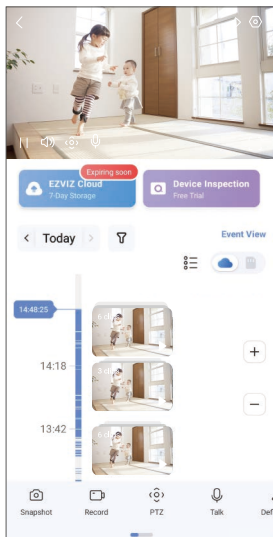 Expiring soon
EZVIZ Cloud
7-Day Storage
Device Inspection
Free Trial
Today
Event View
14:48:25
14:18
13:42
Snapshot
Record
PTZ
Talk